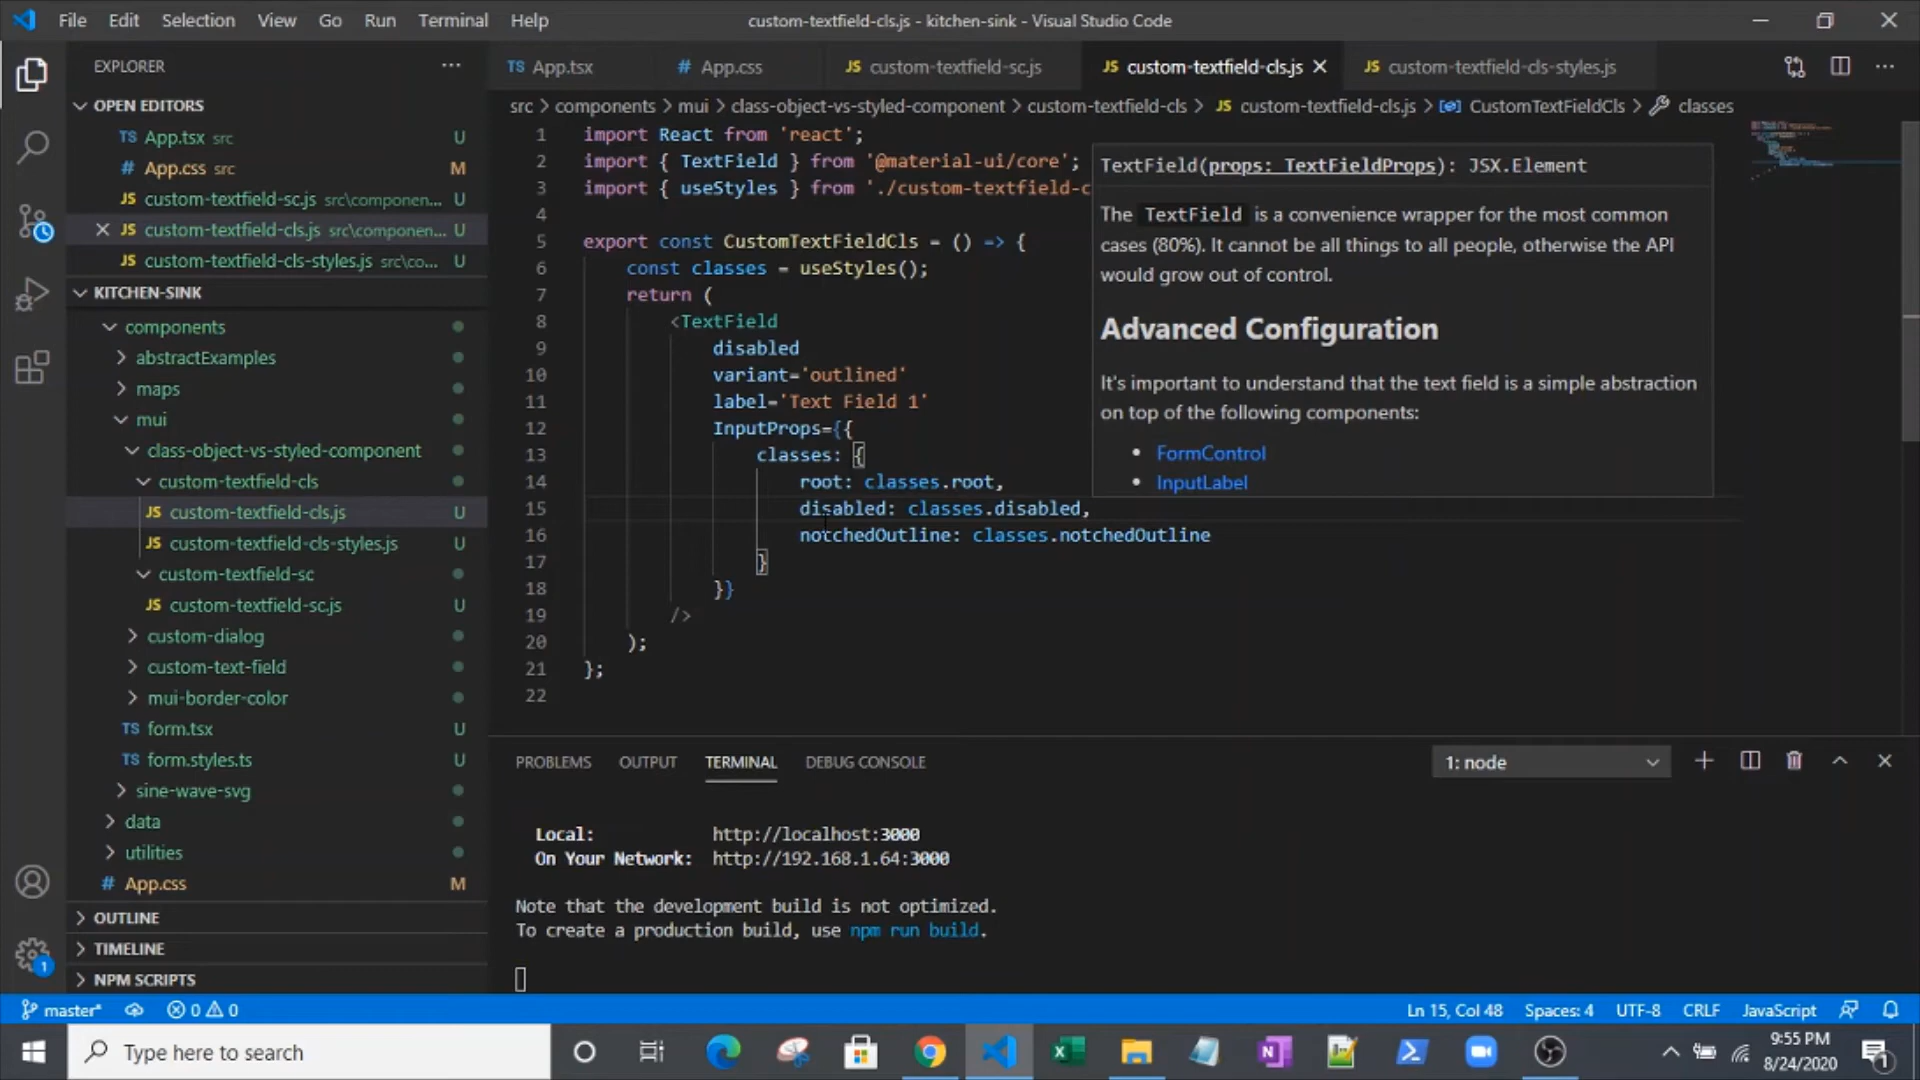 File Edit Selection View Go Run Terminal Help
custom-textfield-cls.js - kitchen-sink - Visual Studio Code
EXPLORER
OPEN EDITORS
TS App.tsx src U
# App.css src M
JS custom-textfield-sc.js src\componen... U
JS custom-textfield-cls.js src\componen... U
JS custom-textfield-cls-styles.js src\co... U
KITCHEN-SINK
components
abstractExamples
maps
mui
class-object-vs-styled-component
custom-textfield-cls
JS custom-textfield-cls.js U
JS custom-textfield-cls-styles.js U
custom-textfield-sc
JS custom-textfield-sc.js U
custom-dialog
custom-text-field
mui-border-color
TS form.tsx U
TS form.styles.ts U
sine-wave-svg
data
utilities
# App.css M
OUTLINE
TIMELINE
NPM SCRIPTS
TS App.tsx # App.css JS custom-textfield-sc.js JS custom-textfield-cls.js JS custom-textfield-cls-styles.js
src > components > mui > class-object-vs-styled-component > custom-textfield-cls > JS custom-textfield-cls.js > CustomTextFieldCls > classes
1 import React from 'react';
2 import { TextField } from '@material-ui/core';
3 import { useStyles } from './custom-textfield-c
4
5 export const CustomTextFieldCls = () => {
6 const classes = useStyles();
7 return (
8 <TextField
9 disabled
10 variant='outlined'
11 label='Text Field 1'
12 InputProps={{
13 classes: {
14 root: classes.root,
15 disabled: classes.disabled,
16 notchedOutline: classes.notchedOutline
17 }
18 }}
19 />
20 );
21 };
22
TextField(props: TextFieldProps): JSX.Element
The TextField is a convenience wrapper for the most common
cases (80%). It cannot be all things to all people, otherwise the API
would grow out of control.
Advanced Configuration
It's important to understand that the text field is a simple abstraction
on top of the following components:
• FormControl
• InputLabel
PROBLEMS OUTPUT TERMINAL DEBUG CONSOLE 1: node
Local: http://localhost:3000
On Your Network: http://192.168.1.64:3000
Note that the development build is not optimized.
To create a production build, use npm run build.
master* 0 0 Ln 15, Col 48 Spaces: 4 UTF-8 CRLF JavaScript
1
Type here to search
9:55 PM
8/24/2020
1